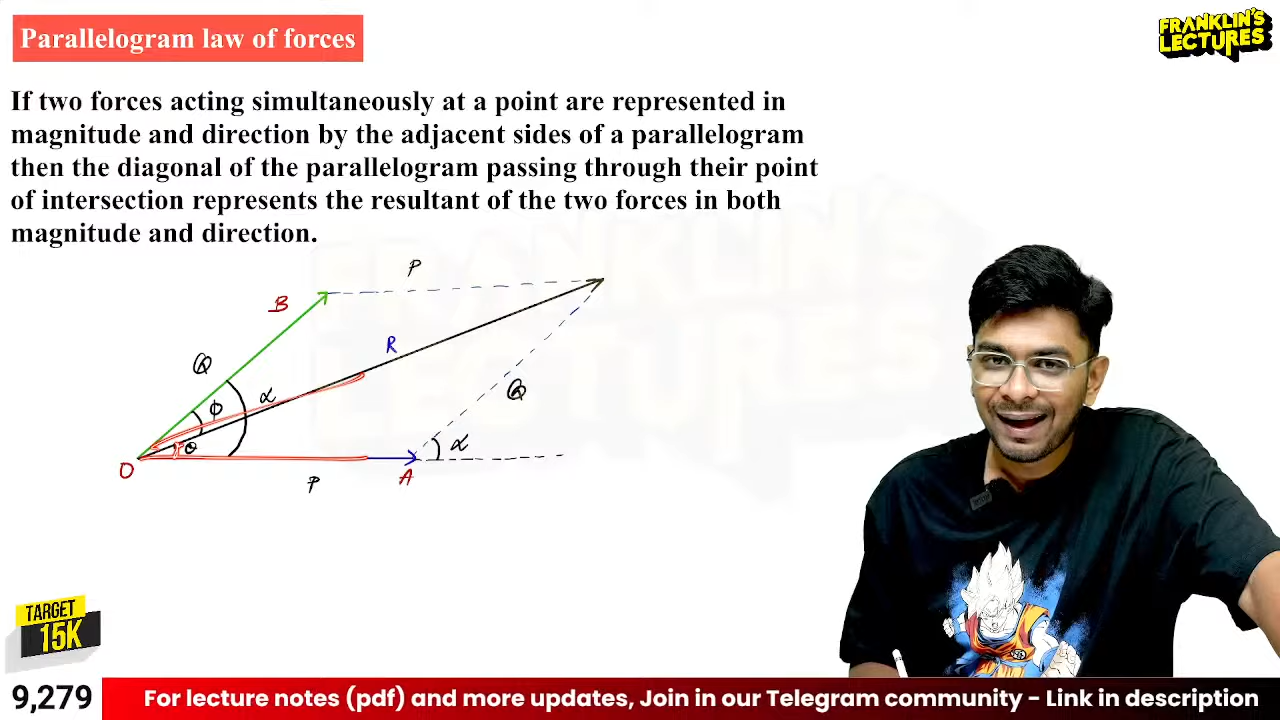 Parallelogram law of forces
FRANKLIN'S
LECTURES
If two forces acting simultaneously at a point are represented in
magnitude and direction by the adjacent sides of a parallelogram
then the diagonal of the parallelogram passing through their point
of intersection represents the resultant of the two forces in both
magnitude and direction.
FRANKLIN'S
LECTURES
P
B
R
Q
α
Q
ϕ
θ
α
O
P
A
TARGET
15K
9,279
For lecture notes (pdf) and more updates, Join in our Telegram community - Link in description